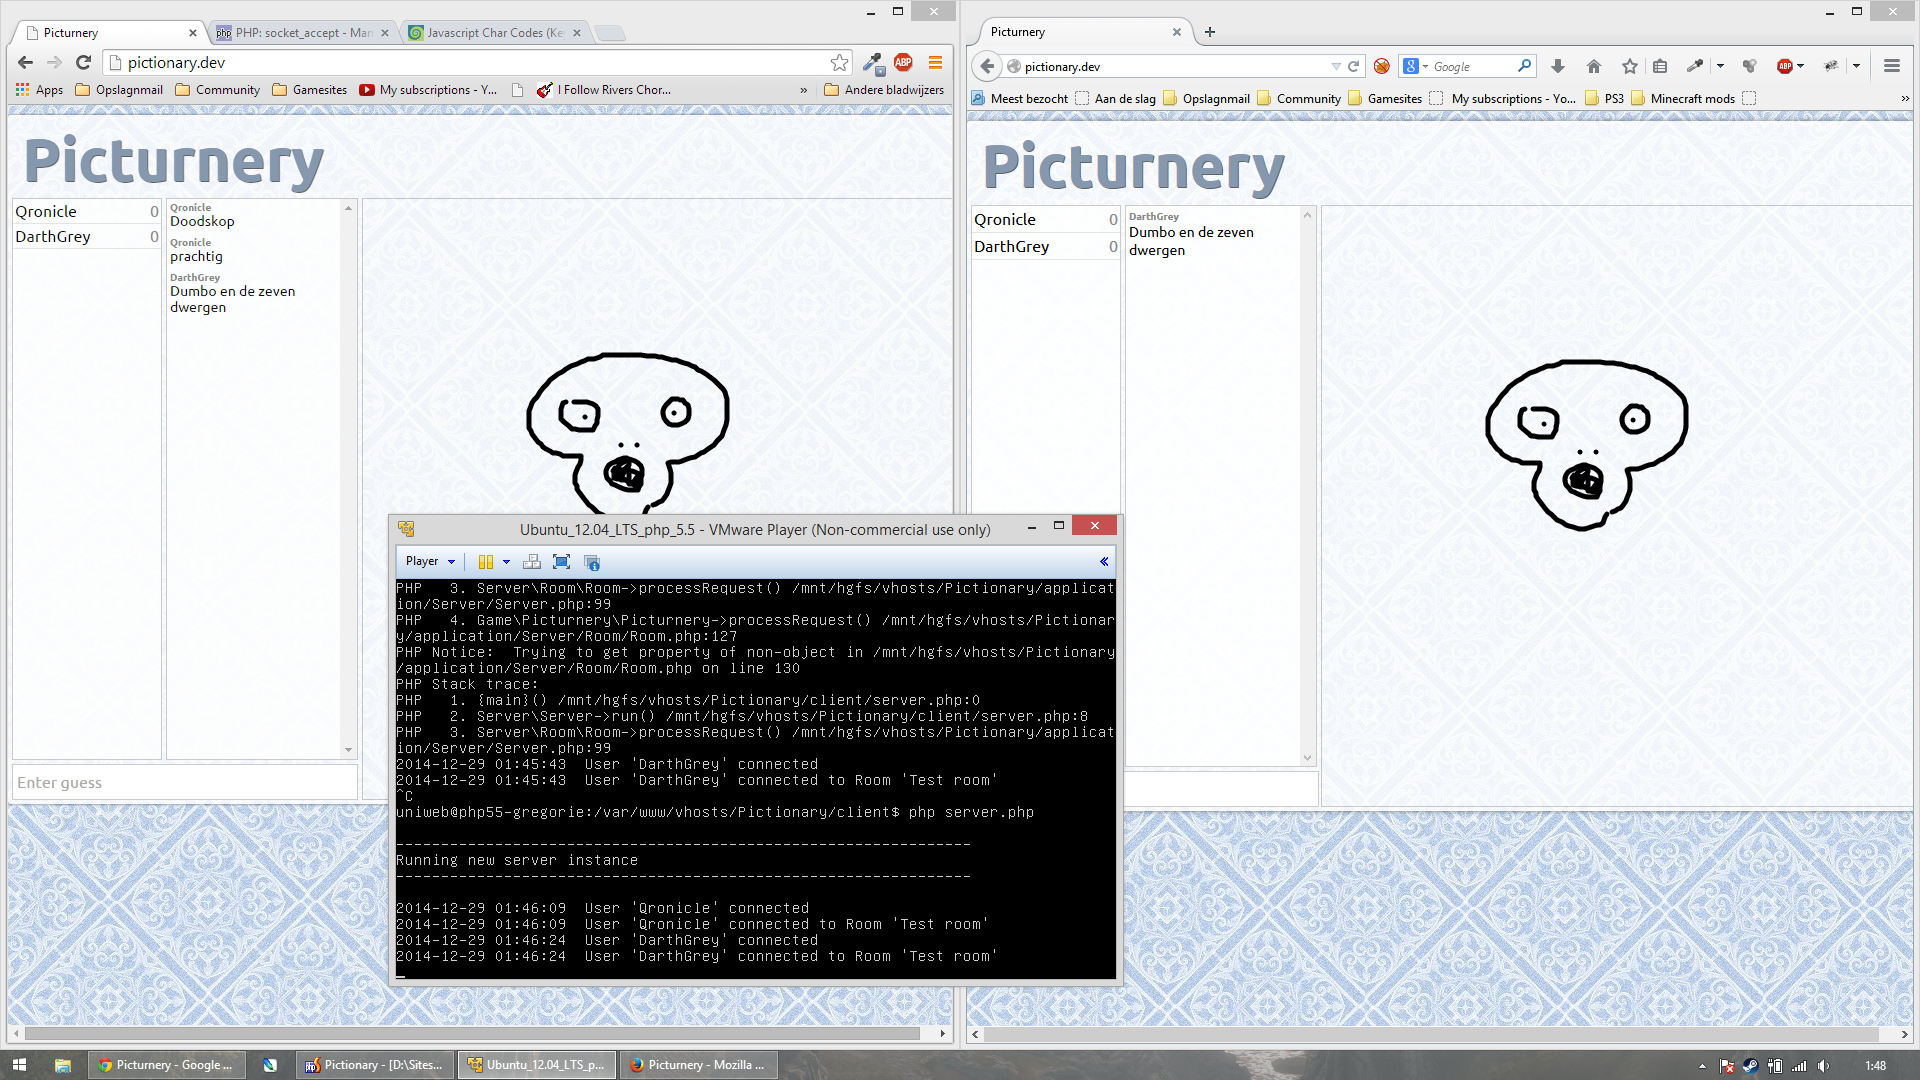 Picturnery
PHP: socket_accept - Man
Javascript Char Codes (Ke
pictionary.dev
ABP
Apps
Opslagnmail
Community
Gamesites
My subscriptions - Y...
I Follow Rivers Chor...
»
Andere bladwijzers
Picturnery
Qronicle 0
DarthGrey 0
Qronicle
Doodskop
Qronicle
prachtig
DarthGrey
Dumbo en de zeven
dwergen
Enter guess
Picturnery
pictionary.dev
Google
ABP
Meest bezocht
Aan de slag
Opslagnmail
Community
Gamesites
My subscriptions - Yo...
PS3
Minecraft mods
»
Picturnery
Qronicle 0
DarthGrey 0
DarthGrey
Dumbo en de zeven
dwergen
Ubuntu_12.04_LTS_php_5.5 - VMware Player (Non-commercial use only)
Player
PHP   3. Server\Room\Room->processRequest() /mnt/hgfs/vhosts/Pictionary/applicat
ion/Server/Server.php:99
PHP   4. Game\Picturnery\Picturnery->processRequest() /mnt/hgfs/vhosts/Pictionar
y/application/Server/Room/Room.php:127
PHP Notice:  Trying to get property of non-object in /mnt/hgfs/vhosts/Pictionary
/application/Server/Room/Room.php on line 130
PHP Stack trace:
PHP   1. {main}() /mnt/hgfs/vhosts/Pictionary/client/server.php:0
PHP   2. Server\Server->run() /mnt/hgfs/vhosts/Pictionary/client/server.php:8
PHP   3. Server\Room\Room->processRequest() /mnt/hgfs/vhosts/Pictionary/applicat
ion/Server/Server.php:99
2014-12-29 01:45:43  User 'DarthGrey' connected
2014-12-29 01:45:43  User 'DarthGrey' connected to Room 'Test room'
^C
uniweb@php55-gregorie:/var/www/vhosts/Pictionary/client$ php server.php
----------------------------------------------------------------
Running new server instance
----------------------------------------------------------------
2014-12-29 01:46:09  User 'Qronicle' connected
2014-12-29 01:46:09  User 'Qronicle' connected to Room 'Test room'
2014-12-29 01:46:24  User 'DarthGrey' connected
2014-12-29 01:46:24  User 'DarthGrey' connected to Room 'Test room'
Picturnery - Google ...
Pictionary - [D:\Sites...
Ubuntu_12.04_LTS_p...
Picturnery - Mozilla ...
1:48